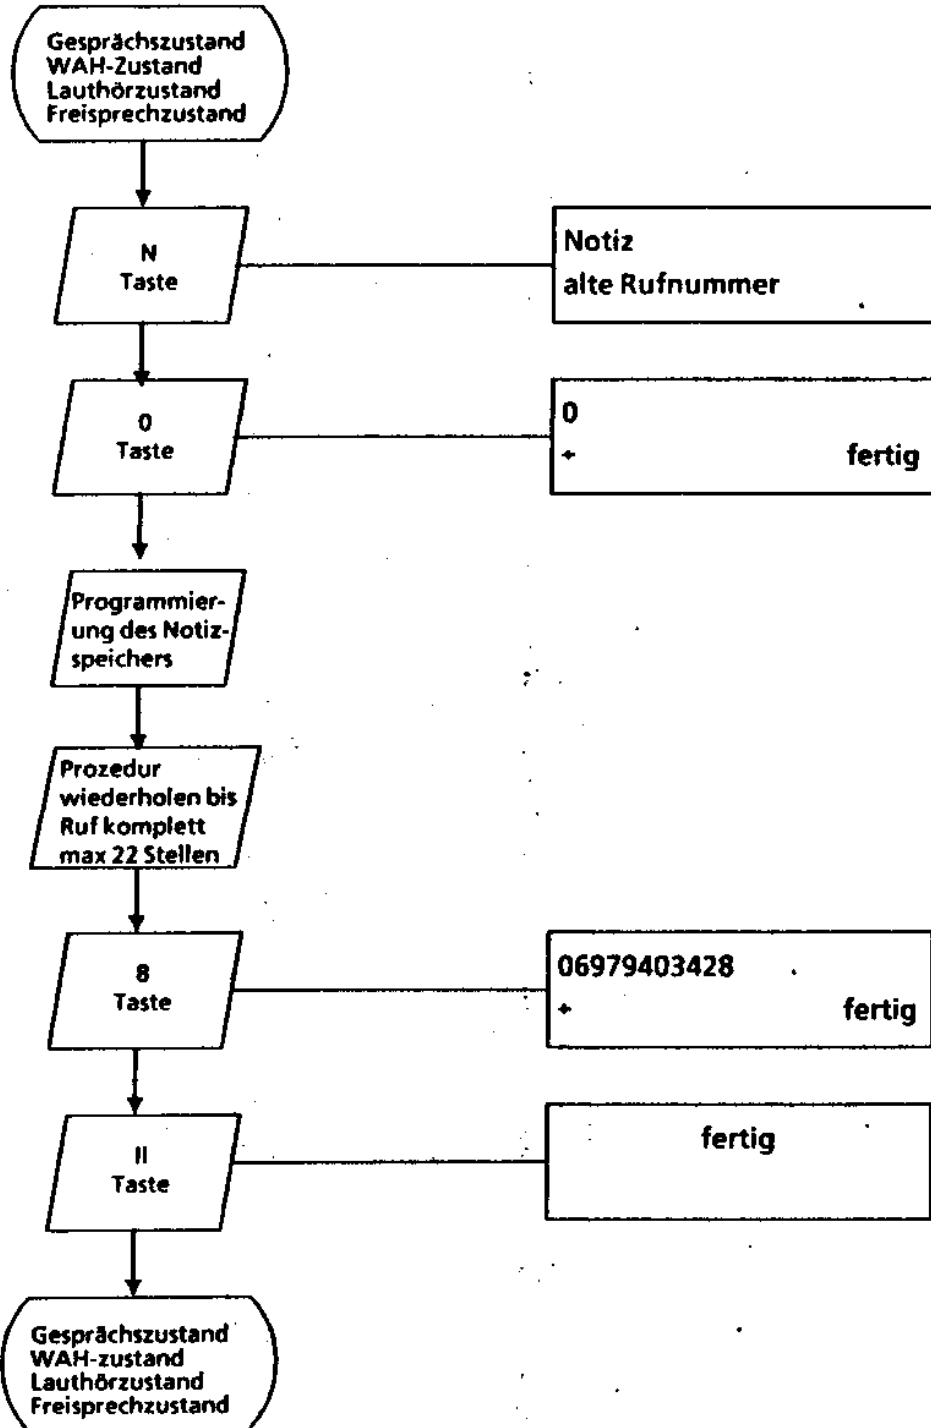 Gesprächszustand
WAH-Zustand
Lauthörzustand
Freisprechzustand
N
Taste
Notiz
alte Rufnummer
0
Taste
0
+ fertig
Programmier-
ung des Notiz-
speichers
Prozedur
wiederholen bis
Ruf komplett
max 22 Stellen
8
Taste
06979403428
+ fertig
II
Taste
fertig
Gesprächszustand
WAH-zustand
Lauthörzustand
Freisprechzustand